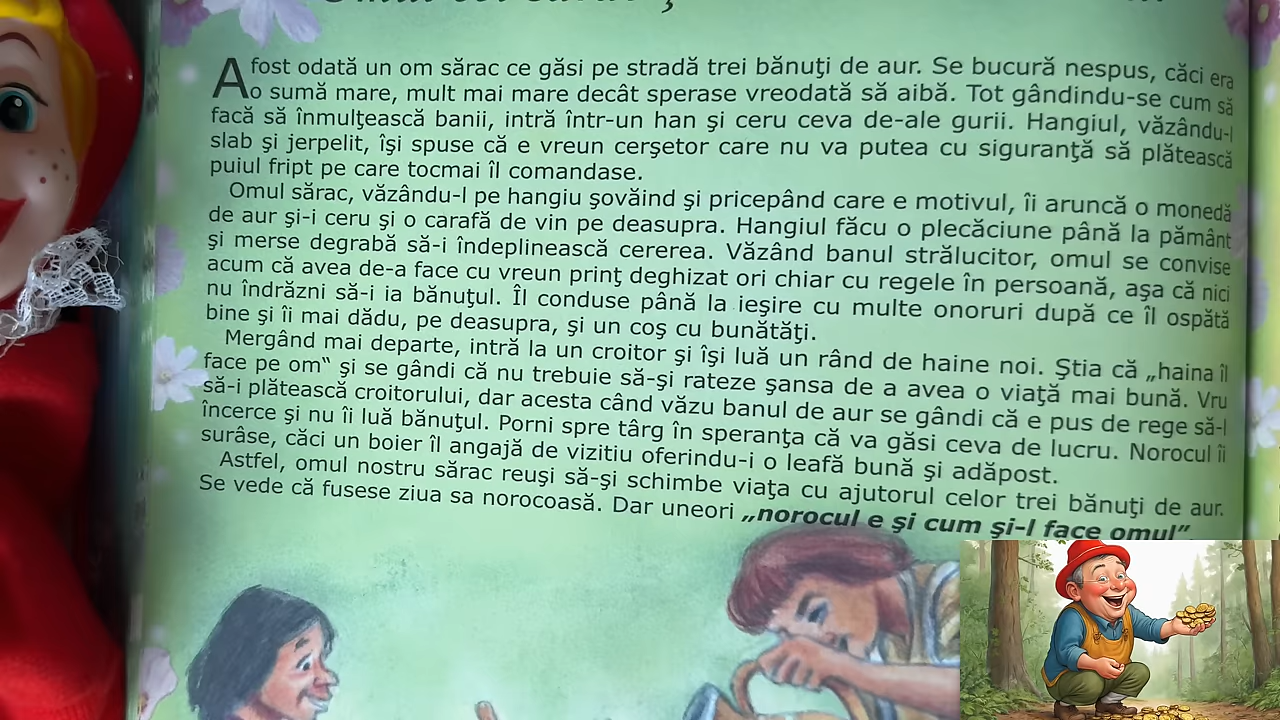 A fost odată un om sărac ce găsi pe stradă trei bănuţi de aur. Se bucură nespus, căci era
o sumă mare, mult mai mare decât sperase vreodată să aibă. Tot gândindu-se cum să
facă să înmulţească banii, intră într-un han şi ceru ceva de-ale gurii. Hangiul, văzându-l
slab şi jerpelit, îşi spuse că e vreun cerşetor care nu va putea cu siguranţă să plătească
puiul fript pe care tocmai îl comandase.
Omul sărac, văzându-l pe hangiu şovăind şi pricepând care e motivul, îi aruncă o monedă
de aur şi-i ceru şi o carafă de vin pe deasupra. Hangiul făcu o plecăciune până la pământ
şi merse degrabă să-i îndeplinească cererea. Văzând banul strălucitor, omul se convise
acum că avea de-a face cu vreun prinţ deghizat ori chiar cu regele în persoană, aşa că nici
nu îndrăzni să-i ia bănuţul. Îl conduse până la ieşire cu multe onoruri după ce îl ospătă
bine şi îi mai dădu, pe deasupra, şi un coş cu bunătăţi.
Mergând mai departe, intră la un croitor şi îşi luă un rând de haine noi. Ştia că „haina îl
face pe om“ şi se gândi că nu trebuie să-şi rateze şansa de a avea o viaţă mai bună. Vru
să-i plătească croitorului, dar acesta când văzu banul de aur se gândi că e pus de rege să-l
încerce şi nu îi luă bănuţul. Porni spre târg în speranţa că va găsi ceva de lucru. Norocul îi
surâse, căci un boier îl angajă de vizitiu oferindu-i o leafă bună şi adăpost.
Astfel, omul nostru sărac reuşi să-şi schimbe viaţa cu ajutorul celor trei bănuţi de aur.
Se vede că fusese ziua sa norocoasă. Dar uneori „norocul e şi cum şi-l face omul”